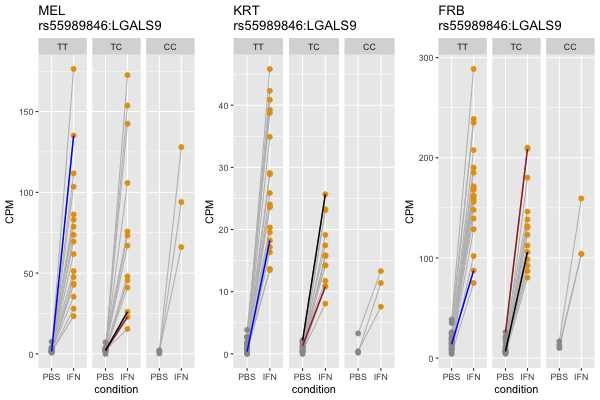 MEL
rs55989846:LGALS9
TT TC CC
CPM
150
100
50
0
PBS IFN PBS IFN PBS IFN
condition
KRT
rs55989846:LGALS9
TT TC CC
CPM
40
30
20
10
0
PBS IFN PBS IFN PBS IFN
condition
FRB
rs55989846:LGALS9
TT TC CC
CPM
300
200
100
0
PBS IFN PBS IFN PBS IFN
condition